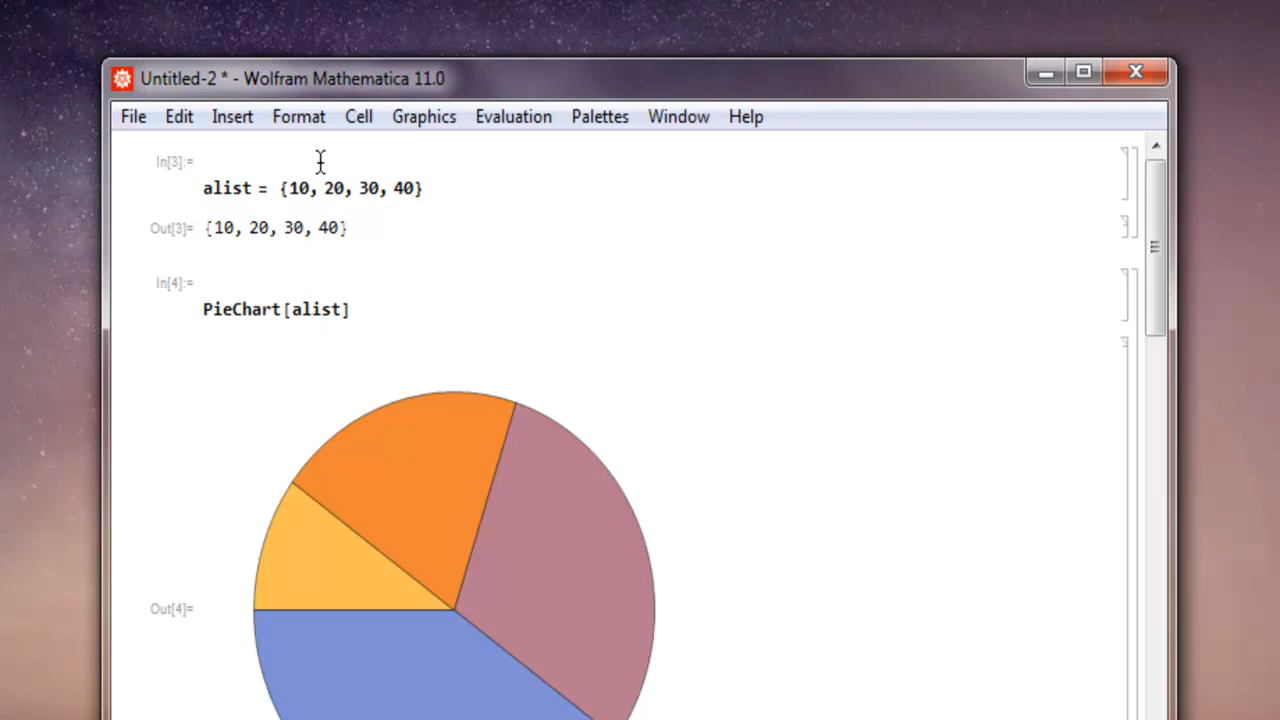 Untitled-2 * - Wolfram Mathematica 11.0
File Edit Insert Format Cell Graphics Evaluation Palettes Window Help
In[3]:=
alist = {10, 20, 30, 40}
Out[3]= {10, 20, 30, 40}
In[4]:=
PieChart[alist]
Out[4]=